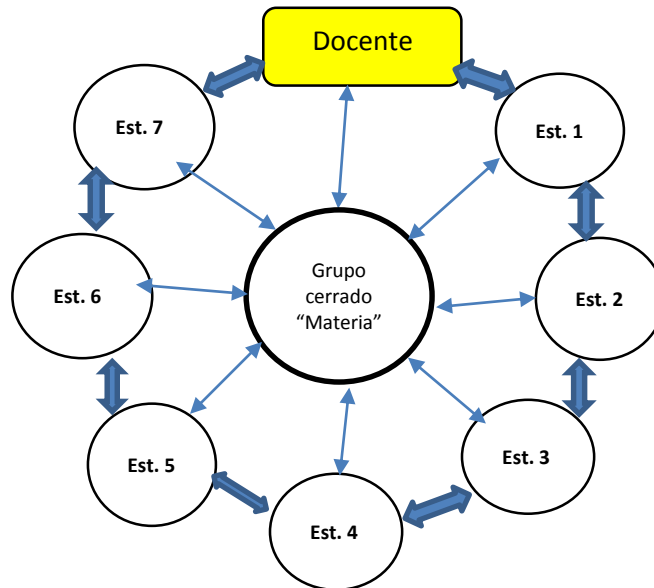 Docente
Est. 7
Est. 1
Grupo
cerrado
“Materia”
Est. 6
Est. 2
Est. 5
Est. 3
Est. 4